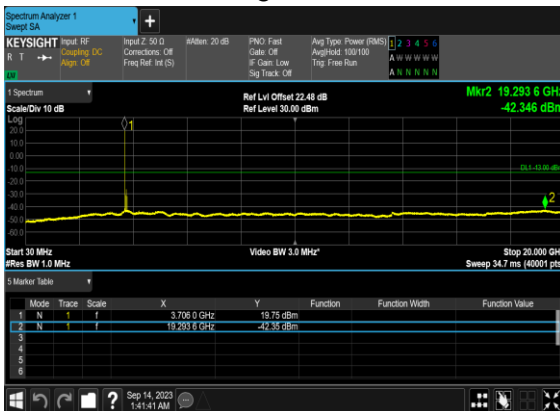 Spectrum Analyzer 1
Swept SA
KEYSIGHT Input: RF Input Z: 50 Ω #Atten: 20 dB PNO: Fast Avg Type: Power (RMS) 1 2 3 4 5 6
R T Coupling: DC Corrections: Off Gate: Off Avg|Hold: 100/100 A W W W W W
Align: Off Freq Ref: Int (S) IF Gain: Low Trig: Free Run
LXI Sig Track: Off A N N N N N
1 Spectrum Ref Lvl Offset 22.48 dB Mkr2 19.293 6 GHz
Scale/Div 10 dB Ref Level 30.00 dBm -42.346 dBm
Log
20.0
10.0
0.00
-10.0
-20.0
-30.0
-40.0
-50.0
-60.0
1
DL1 -13.00 dBm
2
Start 30 MHz Video BW 3.0 MHz* Stop 20.000 GH
#Res BW 1.0 MHz Sweep 34.7 ms (40001 pts
5 Marker Table
Mode Trace Scale X Y Function Function Width Function Value
1 N 1 f 3.706 0 GHz 19.75 dBm
2 N 1 f 19.293 6 GHz -42.35 dBm
3
4
5
6
? Sep 14, 2023
1:41:41 AM